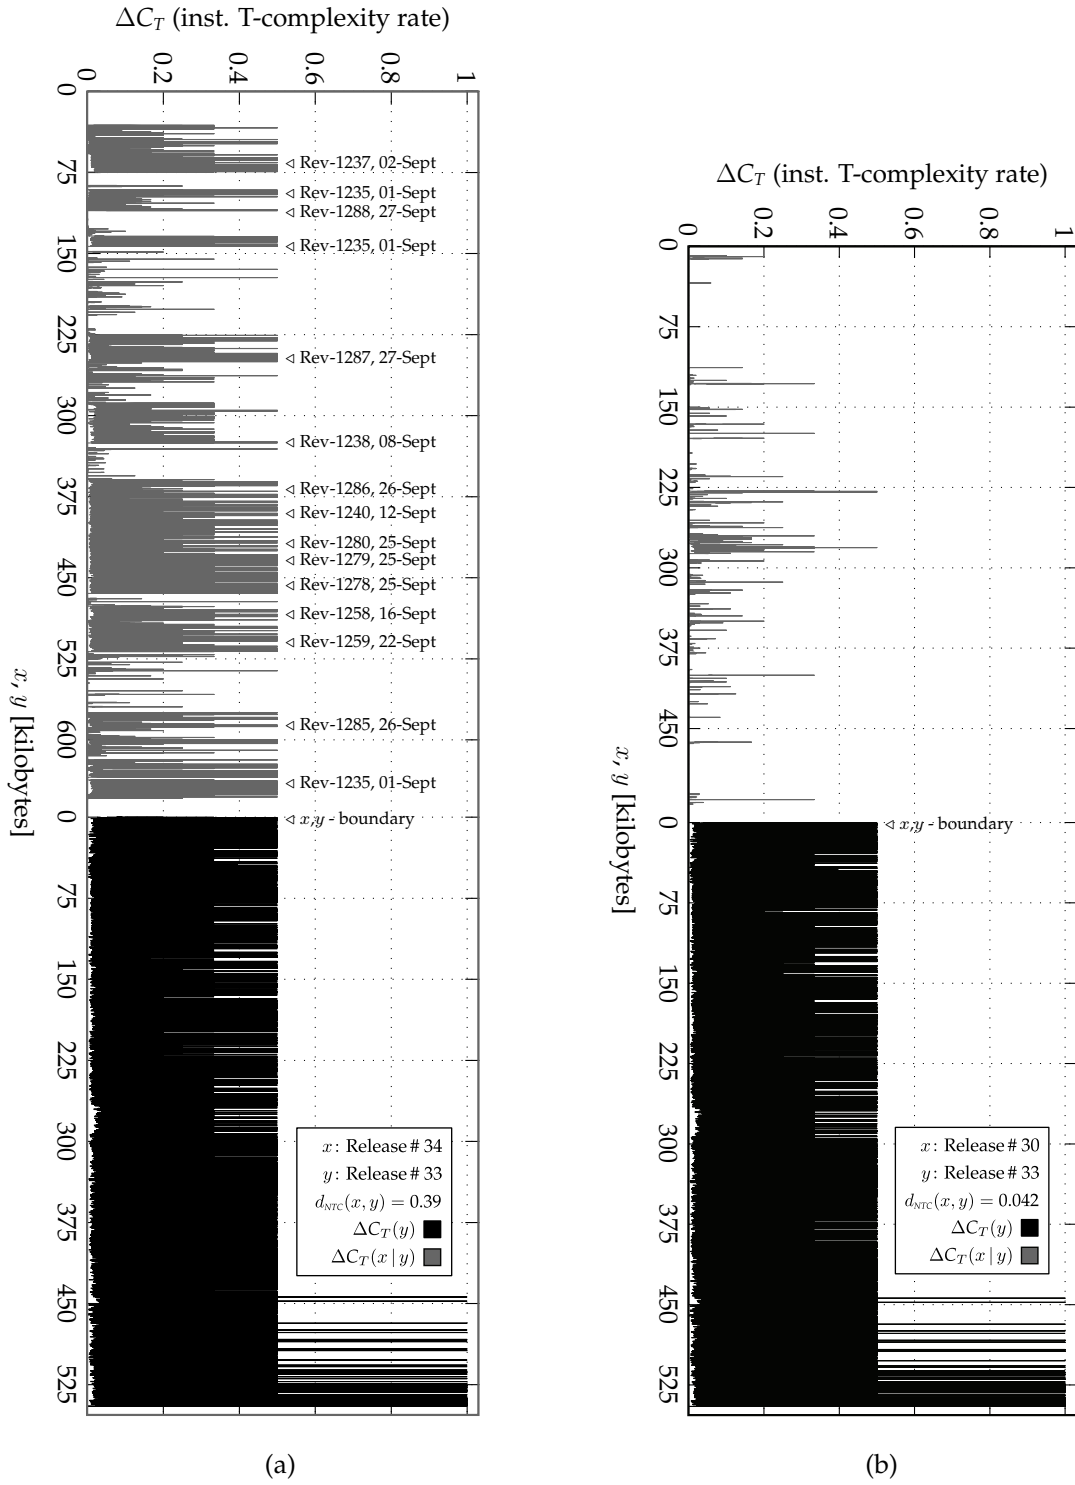 ΔC_T (inst. T-complexity rate)
0 0.2 0.4 0.6 0.8 1
0
75
150
225
300
375
450
525
600
0
75
150
225
300
375
450
525
x, y [kilobytes]
◁ Rev-1237, 02-Sept
◁ Rev-1235, 01-Sept
◁ Rev-1288, 27-Sept
◁ Rev-1235, 01-Sept
◁ Rev-1287, 27-Sept
◁ Rev-1238, 08-Sept
◁ Rev-1286, 26-Sept
◁ Rev-1240, 12-Sept
◁ Rev-1280, 25-Sept
◁ Rev-1279, 25-Sept
◁ Rev-1278, 25-Sept
◁ Rev-1258, 16-Sept
◁ Rev-1259, 22-Sept
◁ Rev-1285, 26-Sept
◁ Rev-1235, 01-Sept
◁ x,y - boundary
x : Release # 34
y : Release # 33
d_NTC(x, y) = 0.39
ΔC_T(y)
ΔC_T(x | y)
(a)
ΔC_T (inst. T-complexity rate)
0 0.2 0.4 0.6 0.8 1
0
75
150
225
300
375
450
0
75
150
225
300
375
450
525
x, y [kilobytes]
◁ x,y - boundary
x : Release # 30
y : Release # 33
d_NTC(x, y) = 0.042
ΔC_T(y)
ΔC_T(x | y)
(b)